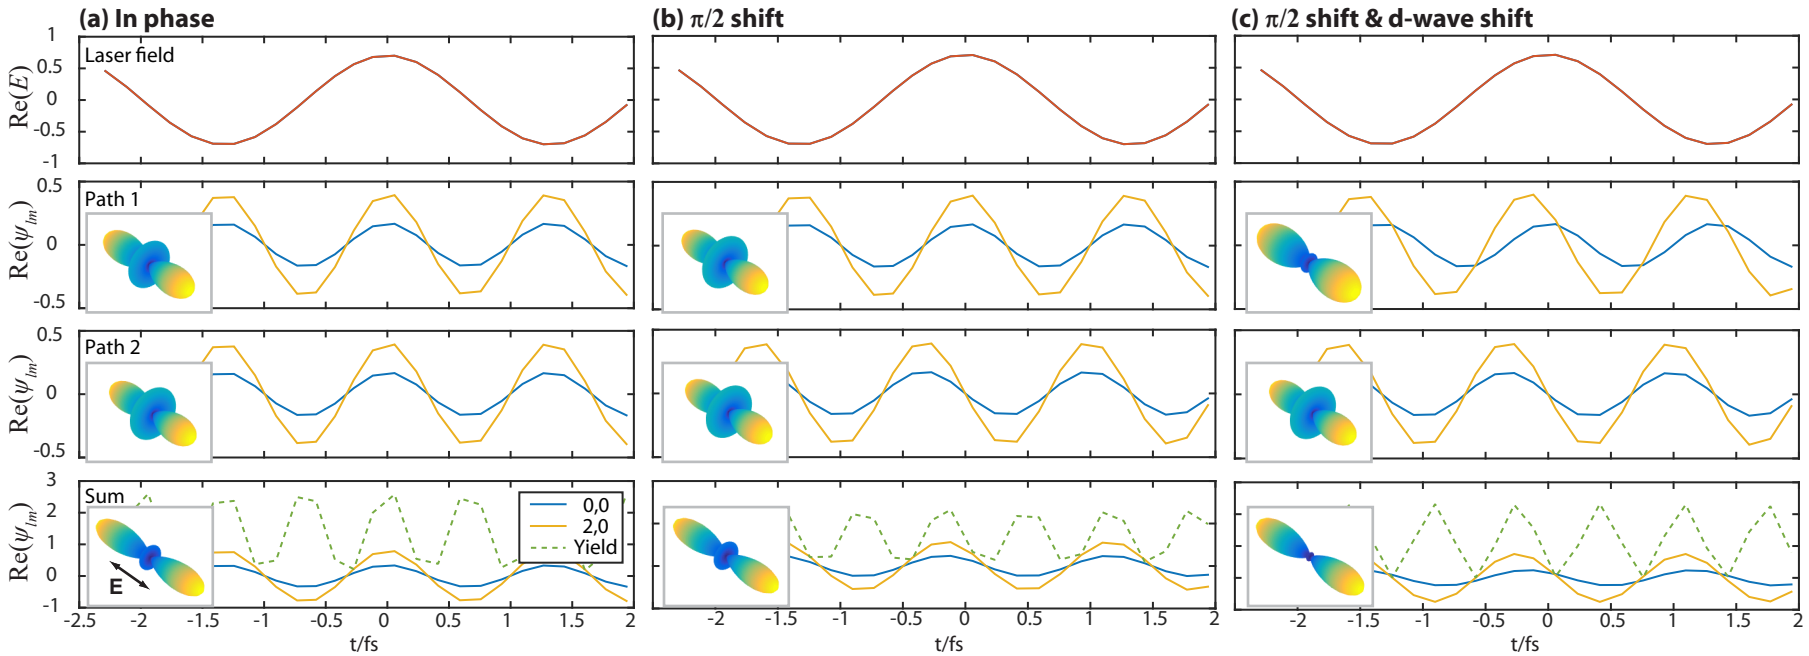 (a) In phase
(b) π/2 shift
(c) π/2 shift & d-wave shift
Re(E)
1
0.5
0
-0.5
-1
Laser field
Re(ψlm)
0.5
0
-0.5
Path 1
Re(ψlm)
0.5
0
-0.5
Path 2
Re(ψlm)
3
2
1
0
-1
Sum
E
0,0
2,0
Yield
-2.5 -2 -1.5 -1 -0.5 0 0.5 1 1.5 2
t/fs
-2 -1.5 -1 -0.5 0 0.5 1 1.5 2
t/fs
-2 -1.5 -1 -0.5 0 0.5 1 1.5 2
t/fs